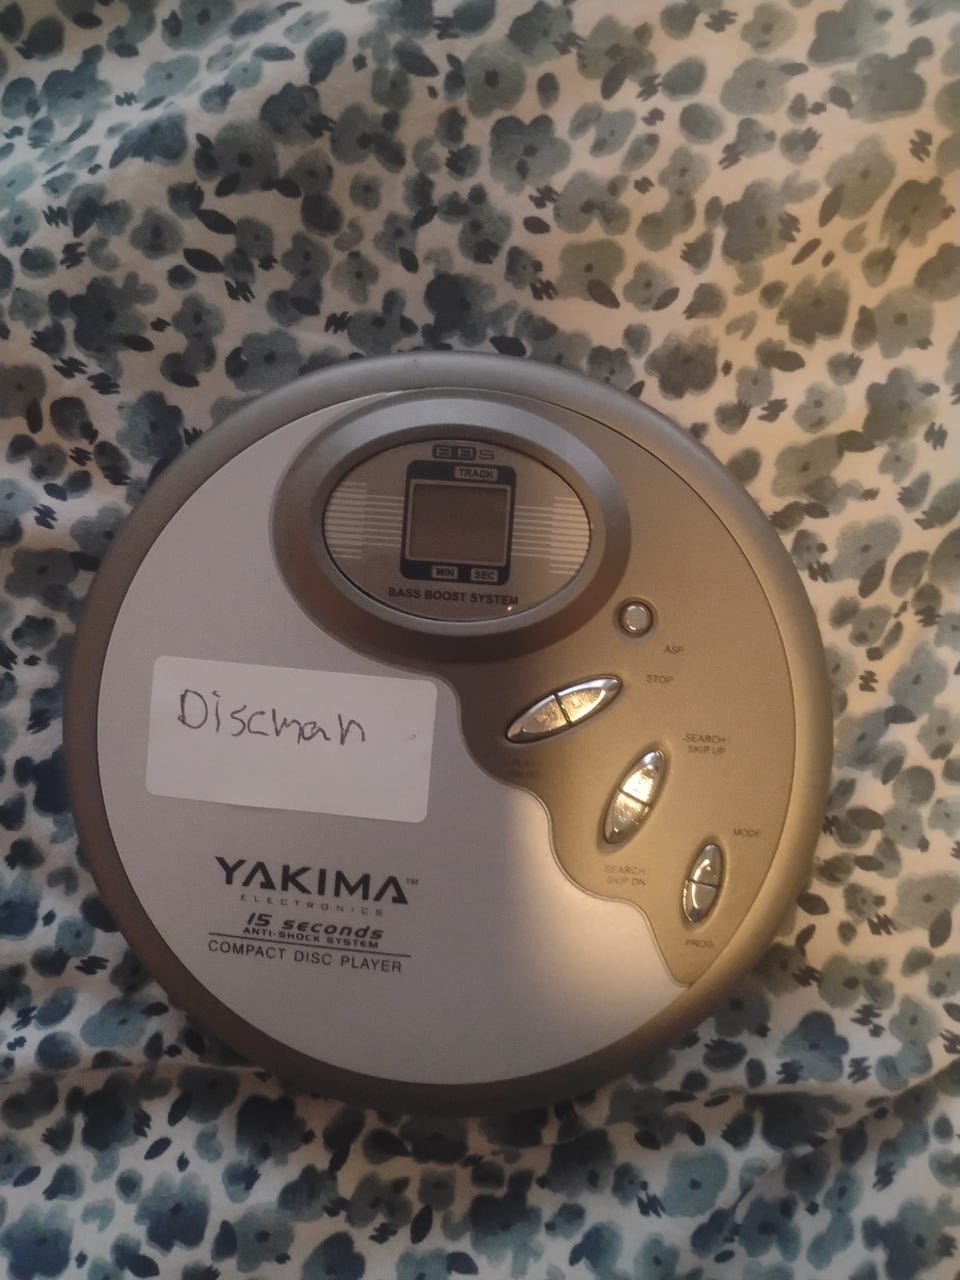 BBS
TRACK
MIN SEC
BASS BOOST SYSTEM
ASP
STOP
SEARCH
SKIP UP
Discman
MODE
SEARCH
SKIP DN
YAKIMA™
ELECTRONICS
15 SECONDS
ANTI-SHOCK SYSTEM
COMPACT DISC PLAYER
PROG